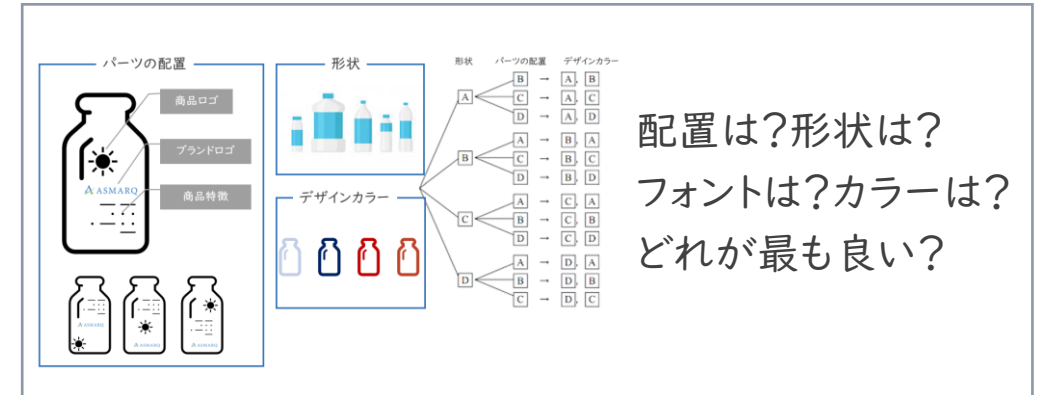 パーツの配置
商品ロゴ
ブランドロゴ
商品特徴
ASMARQ
ASMARQ
ASMARQ
ASMARQ
形状
デザインカラー
形状 パーツの配置 デザインカラー
A
B → A, B
C → A, C
D → A, D
B
A → B, A
C → B, C
D → B, D
C
A → C, A
B → C, B
D → C, D
D
A → D, A
B → D, B
C → D, C
配置は?形状は?
フォントは?カラーは?
どれが最も良い?